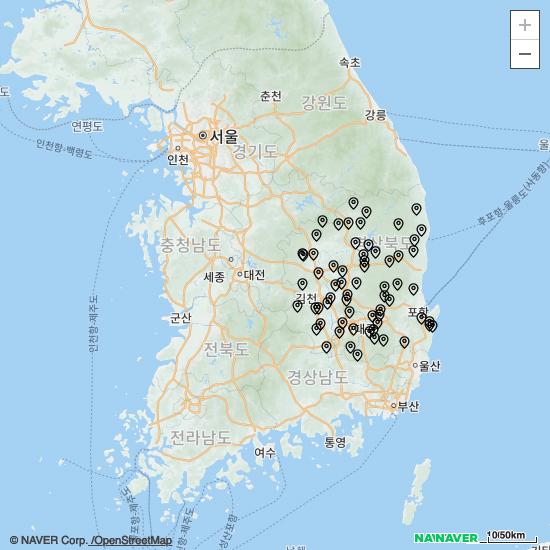 +
−
속초
춘천
강원도
강릉
도
연평도
서울
인천항-백령도
인천
경기도
울
후포항-울릉도(사동항)
충청남도
세종
대전
김천
포항
인천항-제주도
군산
전북도
경상남도
울산
부산
전라남도
여수
통영
© NAVER Corp. /OpenStreetMap
NAVER
10/50km